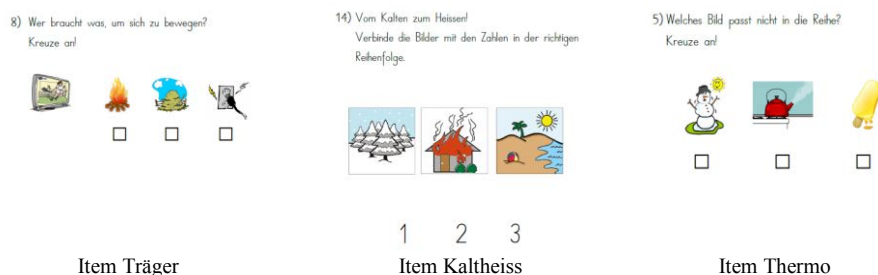 8) Wer braucht was, um sich zu bewegen?
Kreuze an!
14) Vom Kalten zum Heissen!
Verbinde die Bilder mit den Zahlen in der richtigen
Reihenfolge.
5) Welches Bild passt nicht in die Reihe?
Kreuze an!
1 2 3
Item Träger
Item Kaltheiss
Item Thermo